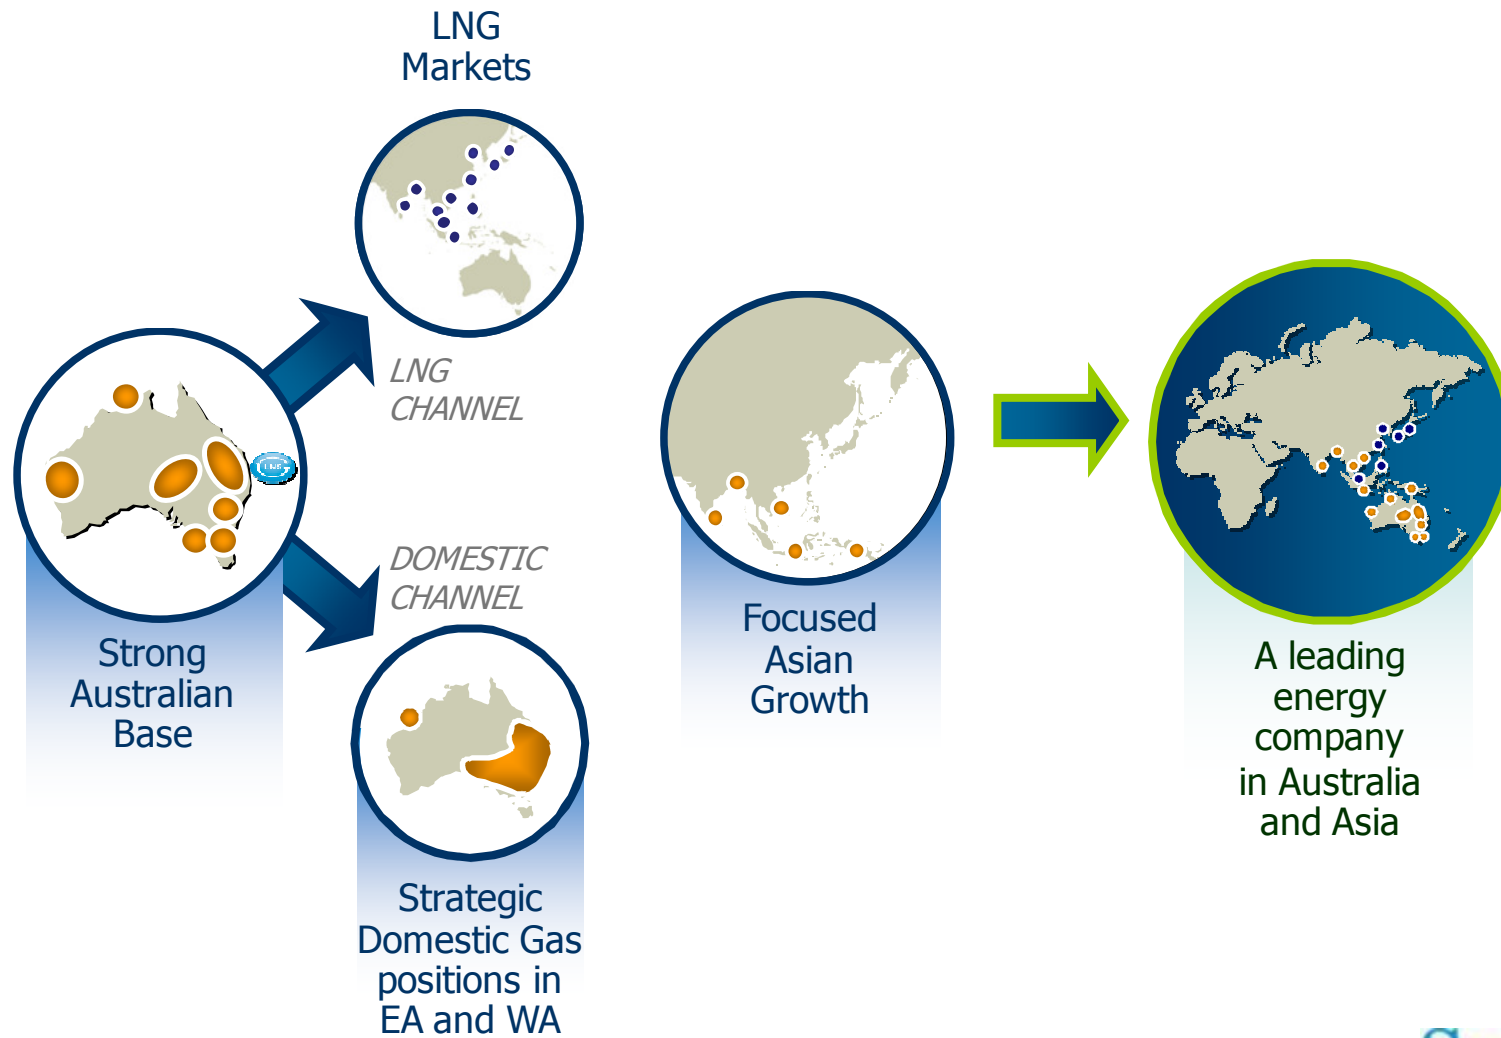 LNG
Markets
LNG
CHANNEL
LNG
DOMESTIC
CHANNEL
Strong
Australian
Base
Focused
Asian
Growth
A leading
energy
company
in Australia
and Asia
Strategic
Domestic Gas
positions in
EA and WA